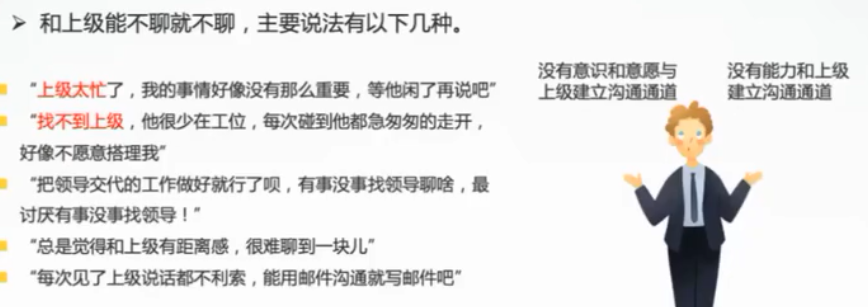 ➢ 和上级能不聊就不聊，主要说法有以下几种。
“上级太忙了，我的事情好像没有那么重要，等他闲了再说吧”
“找不到上级，他很少在工位，每次碰到他都急匆匆的走开，
好像不愿意搭理我”
“把领导交代的工作做好就行了呗，有事没事找领导聊啥，最
讨厌有事没事找领导！”
“总是觉得和上级有距离感，很难聊到一块儿”
“每次见了上级说话都不利索，能用邮件沟通就写邮件吧”
没有意识和意愿与
上级建立沟通通道
没有能力和上级
建立沟通通道